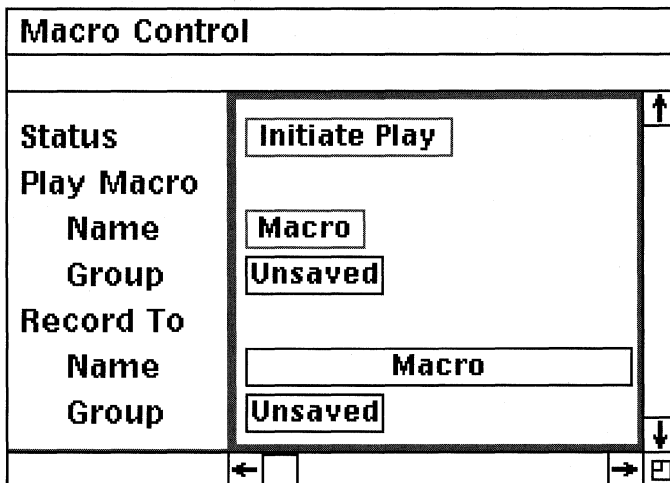 Macro Control
Status Initiate Play
Play Macro
Name Macro
Group Unsaved
Record To
Name Macro
Group Unsaved